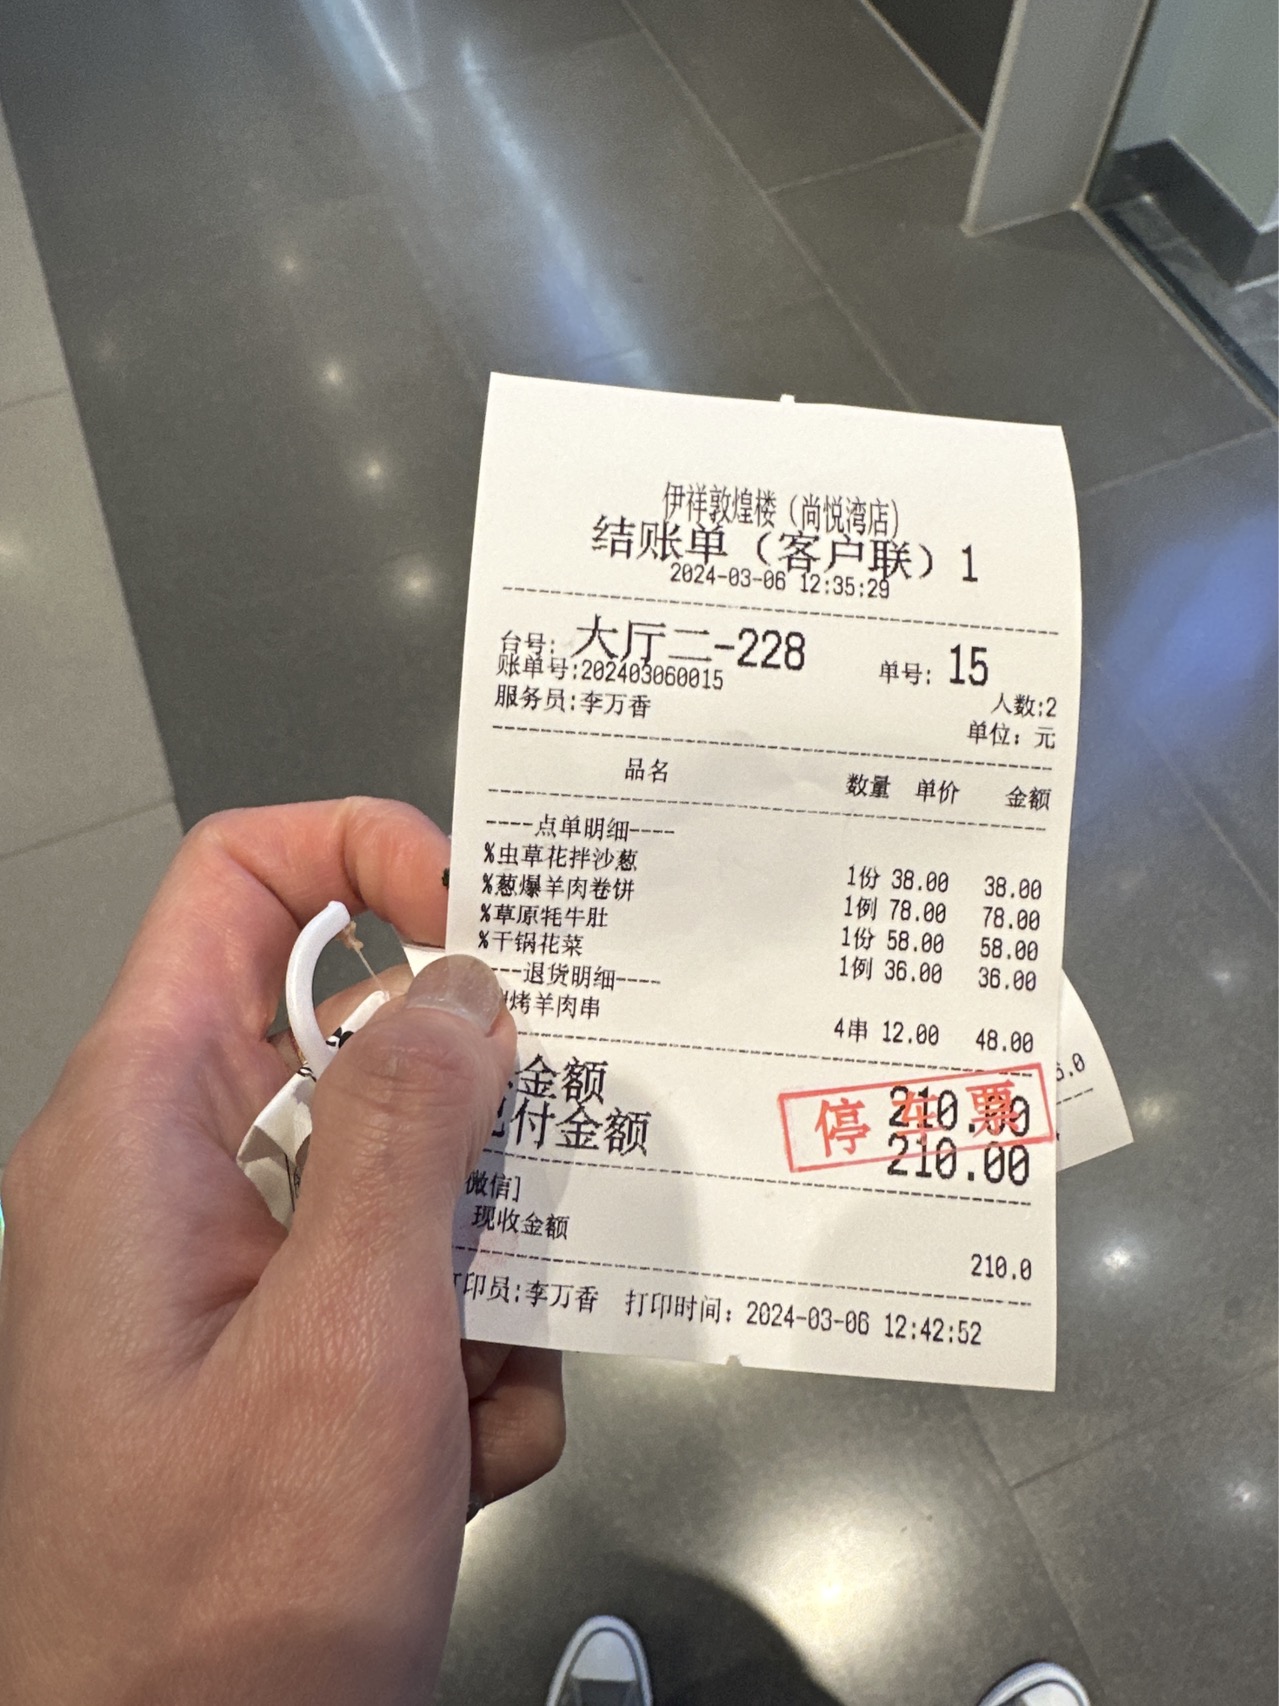 伊祥敦煌楼（尚悦湾店）
结账单（客户联）1
2024-03-06 12:35:29
台号: 大厅二-228 单号: 15
账单号:202403060015
服务员:李万香 人数:2
单位: 元
品名 数量 单价 金额
----点单明细----
%虫草花拌沙葱
1份 38.00 38.00
%葱爆羊肉卷饼
1例 78.00 78.00
%草原牦牛肚
1份 58.00 58.00
%干锅花菜
1例 36.00 36.00
---退货明细----
烤羊肉串
4串 12.00 48.00
金额 210.00
付金额 210.00
停车票
微信]
现收金额
210.0
印员:李万香 打印时间: 2024-03-06 12:42:52